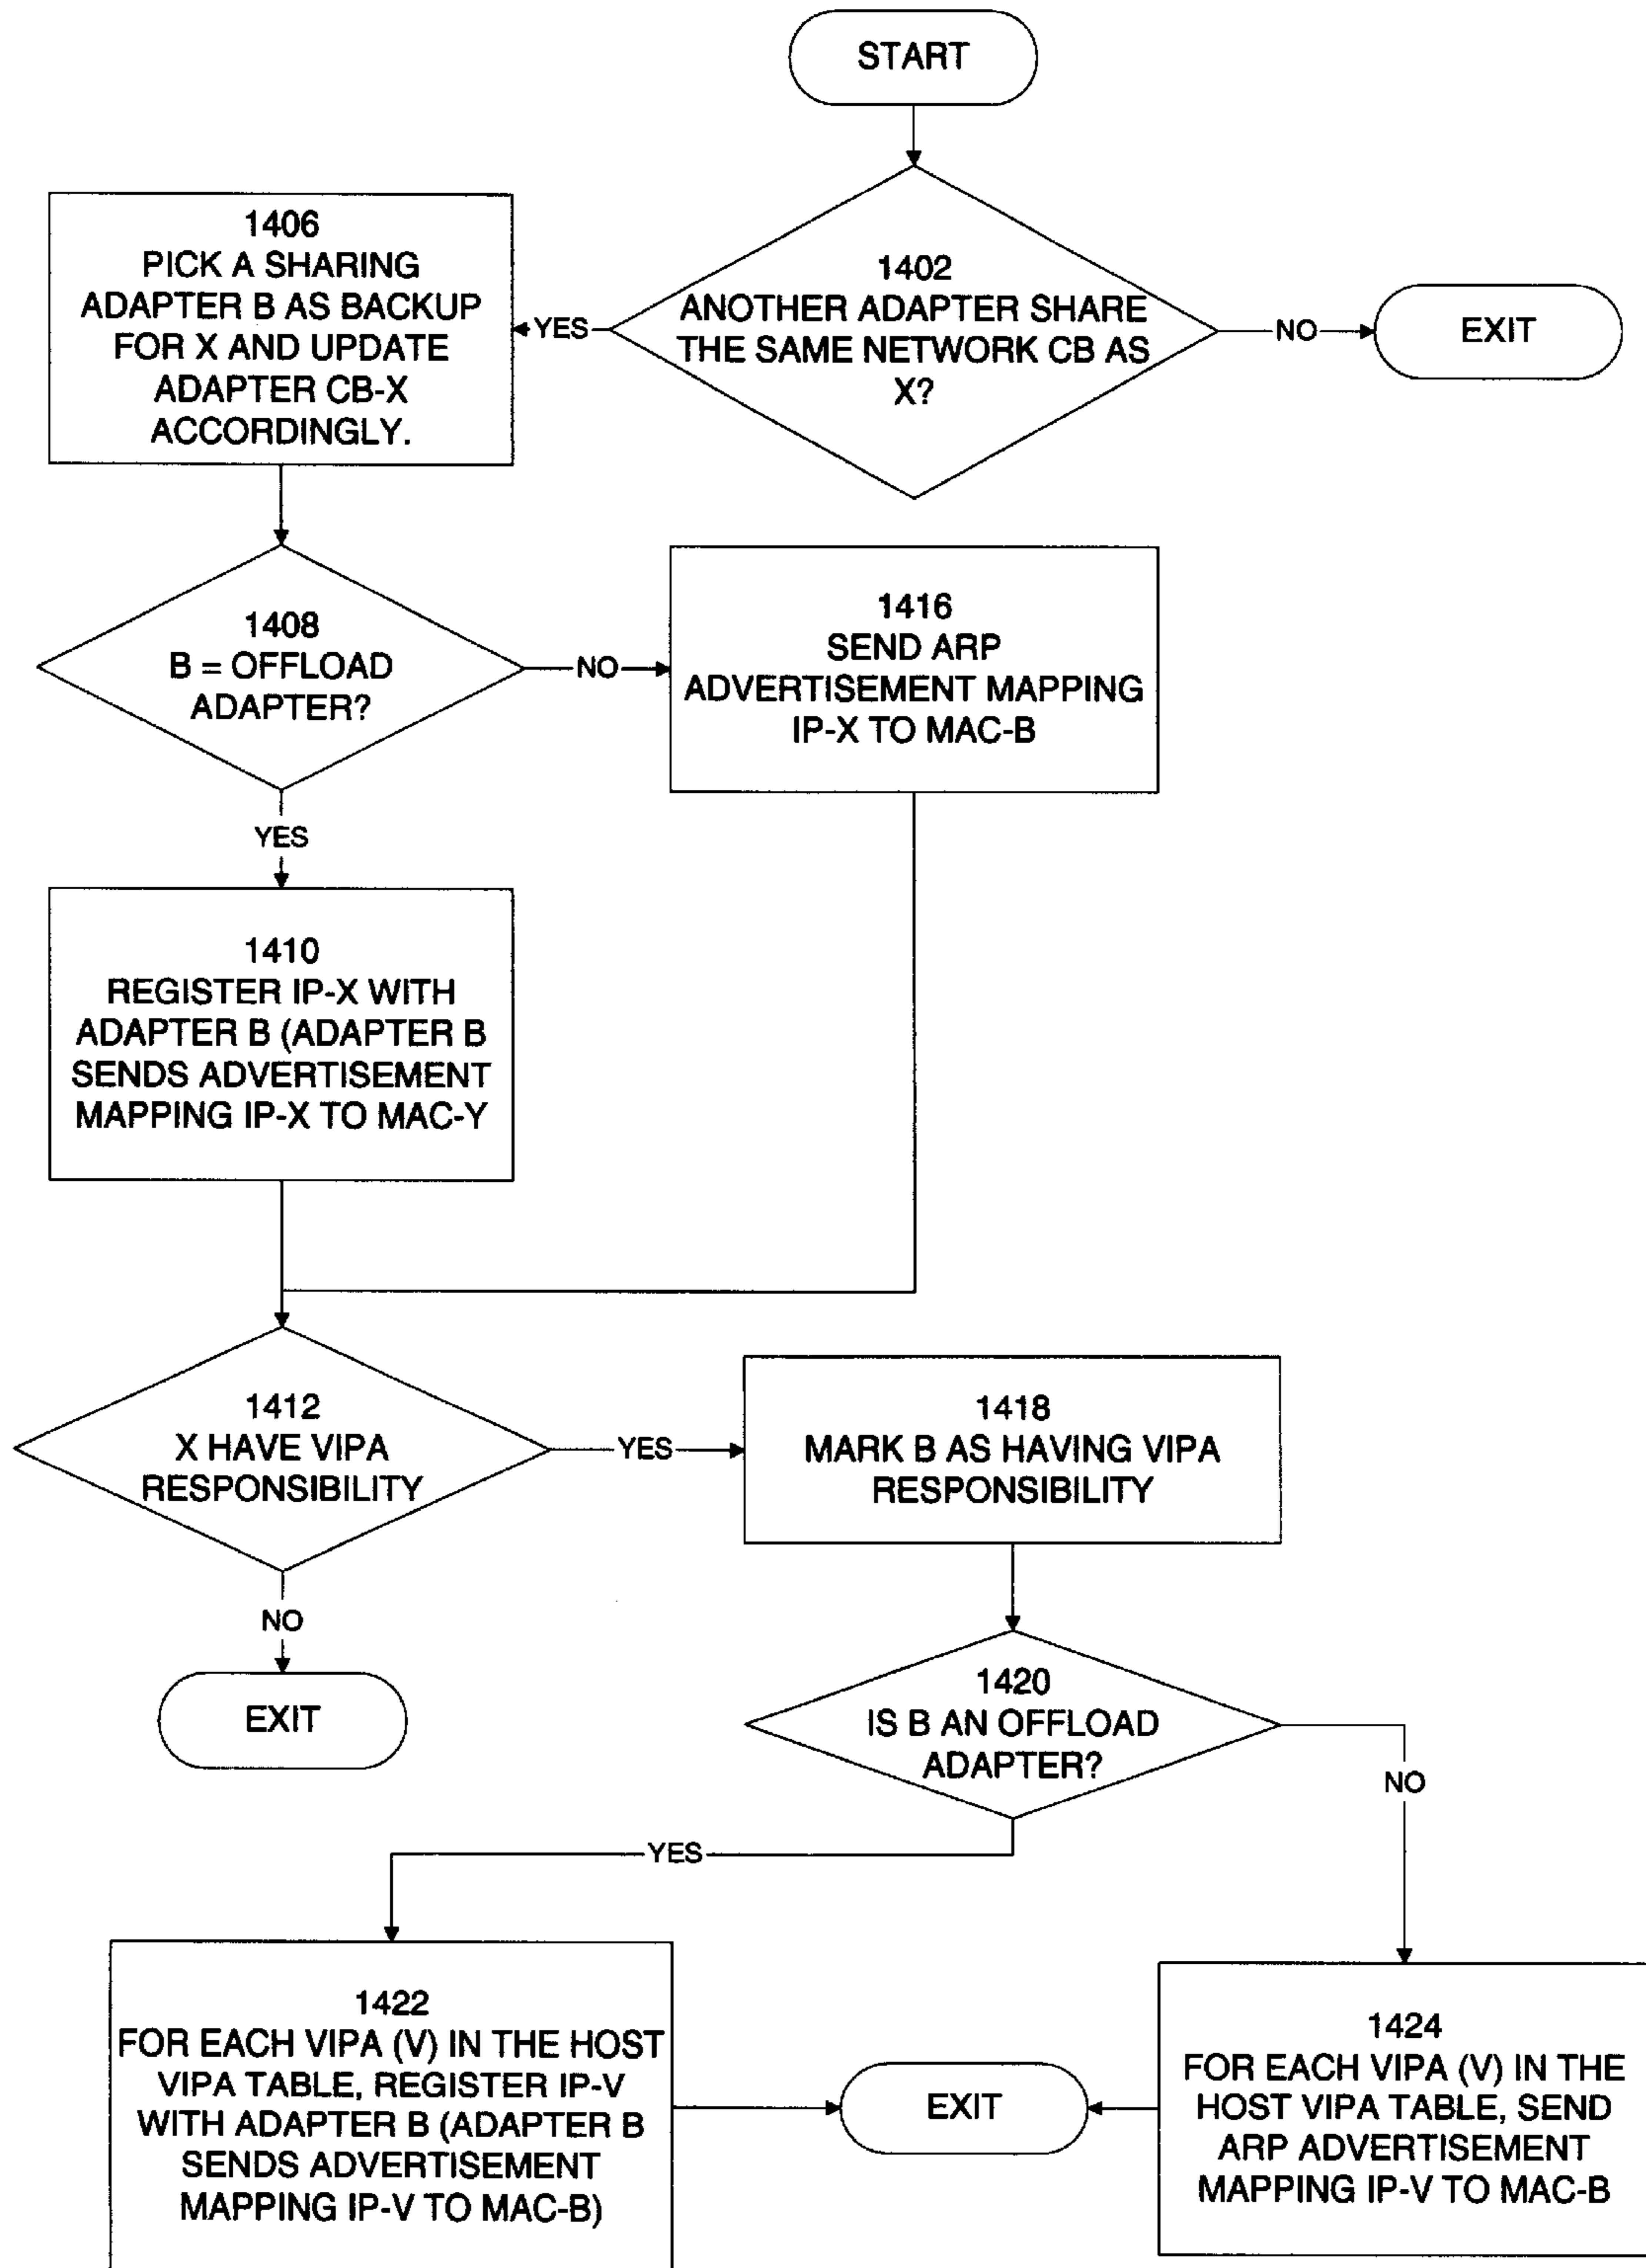 START
1406
PICK A SHARING
ADAPTER B AS BACKUP
FOR X AND UPDATE
ADAPTER CB-X
ACCORDINGLY.
YES
1402
ANOTHER ADAPTER SHARE
THE SAME NETWORK CB AS
X?
NO
EXIT
1408
B = OFFLOAD
ADAPTER?
NO
1416
SEND ARP
ADVERTISEMENT MAPPING
IP-X TO MAC-B
YES
1410
REGISTER IP-X WITH
ADAPTER B (ADAPTER B
SENDS ADVERTISEMENT
MAPPING IP-X TO MAC-Y
1412
X HAVE VIPA
RESPONSIBILITY
YES
1418
MARK B AS HAVING VIPA
RESPONSIBILITY
NO
EXIT
1420
IS B AN OFFLOAD
ADAPTER?
NO
YES
1422
FOR EACH VIPA (V) IN THE HOST
VIPA TABLE, REGISTER IP-V
WITH ADAPTER B (ADAPTER B
SENDS ADVERTISEMENT
MAPPING IP-V TO MAC-B)
EXIT
1424
FOR EACH VIPA (V) IN THE
HOST VIPA TABLE, SEND
ARP ADVERTISEMENT
MAPPING IP-V TO MAC-B